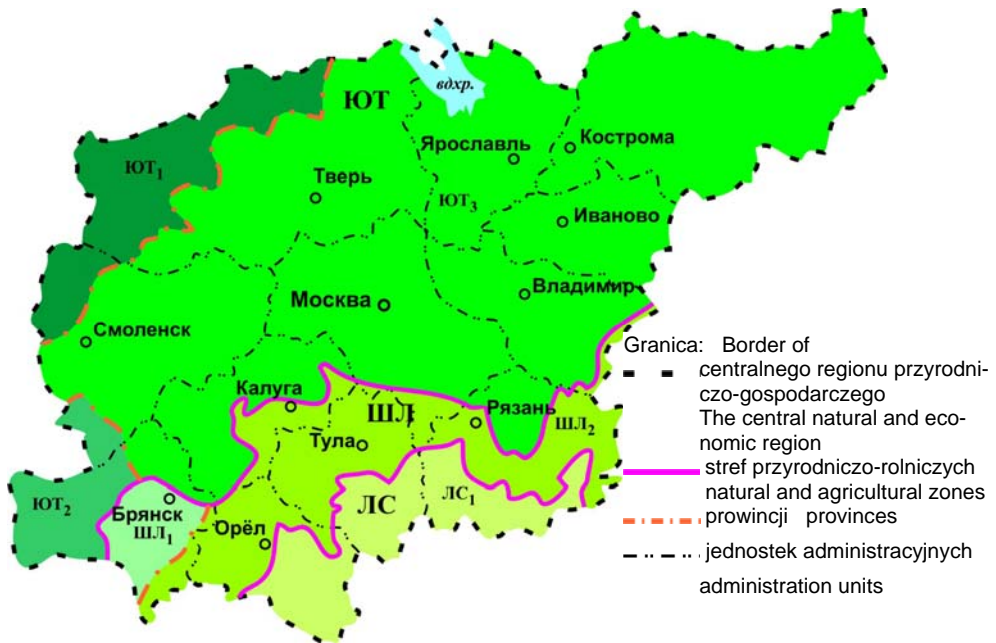 вдхр.
ЮТ
Ярославль
Кострома
ЮТ₁
Тверь
ЮТ₃
Иваново
Москва
Владимир
Смоленск
Калуга
ШЛ
Рязань
ШЛ₂
Тула
ЛС
ЛС₁
ЮТ₂
Брянск
ШЛ₁
Орёл
Granica: Border of
centralnego regionu przyrodni-
czo-gospodarczego
The central natural and eco-
nomic region
stref przyrodniczo-rolniczych
natural and agricultural zones
prowincji provinces
jednostek administracyjnych
administration units